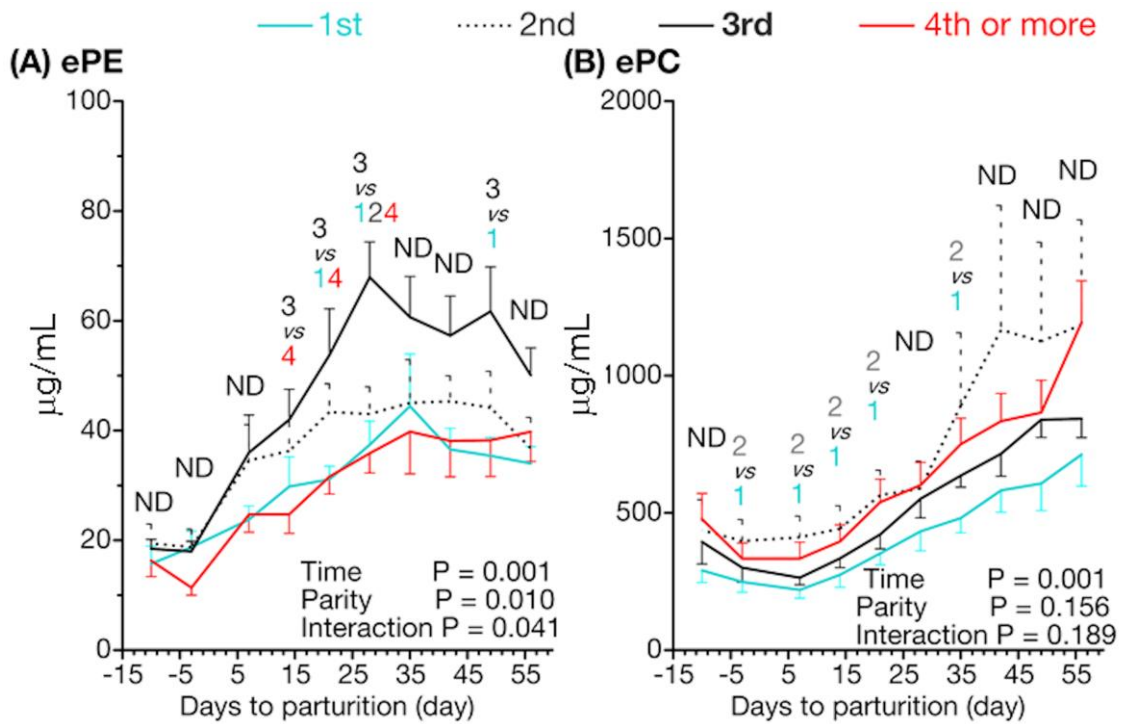 1st 2nd 3rd 4th or more
(A) ePE
100
80
60
40
20
0
µg/mL
ND
ND
ND
3
vs
4
3
vs
14
3
vs
124
ND
ND
3
vs
1
ND
Time P = 0.001
Parity P = 0.010
Interaction P = 0.041
-15 -5 5 15 25 35 45 55
Days to parturition (day)
(B) ePC
2000
1500
1000
500
0
µg/mL
ND
2
vs
1
2
vs
1
2
vs
1
2
vs
1
ND
2
vs
1
ND
ND
ND
Time P = 0.001
Parity P = 0.156
Interaction P = 0.189
-15 -5 5 15 25 35 45 55
Days to parturition (day)